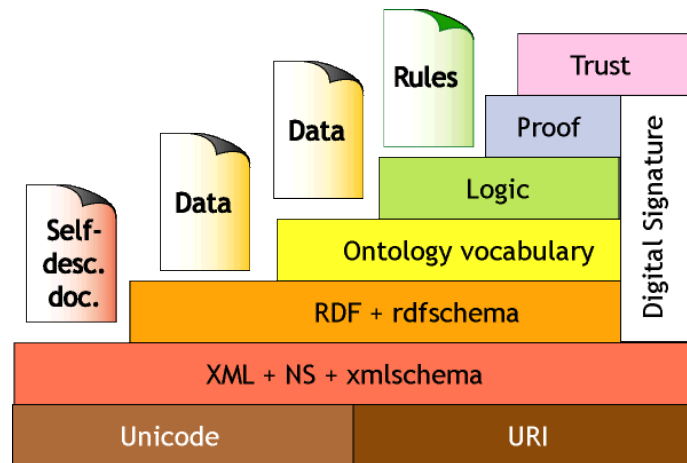 Trust
Rules
Proof
Data
Logic
Digital Signature
Data
Self-
desc.
doc.
Ontology vocabulary
RDF + rdfschema
XML + NS + xmlschema
Unicode
URI